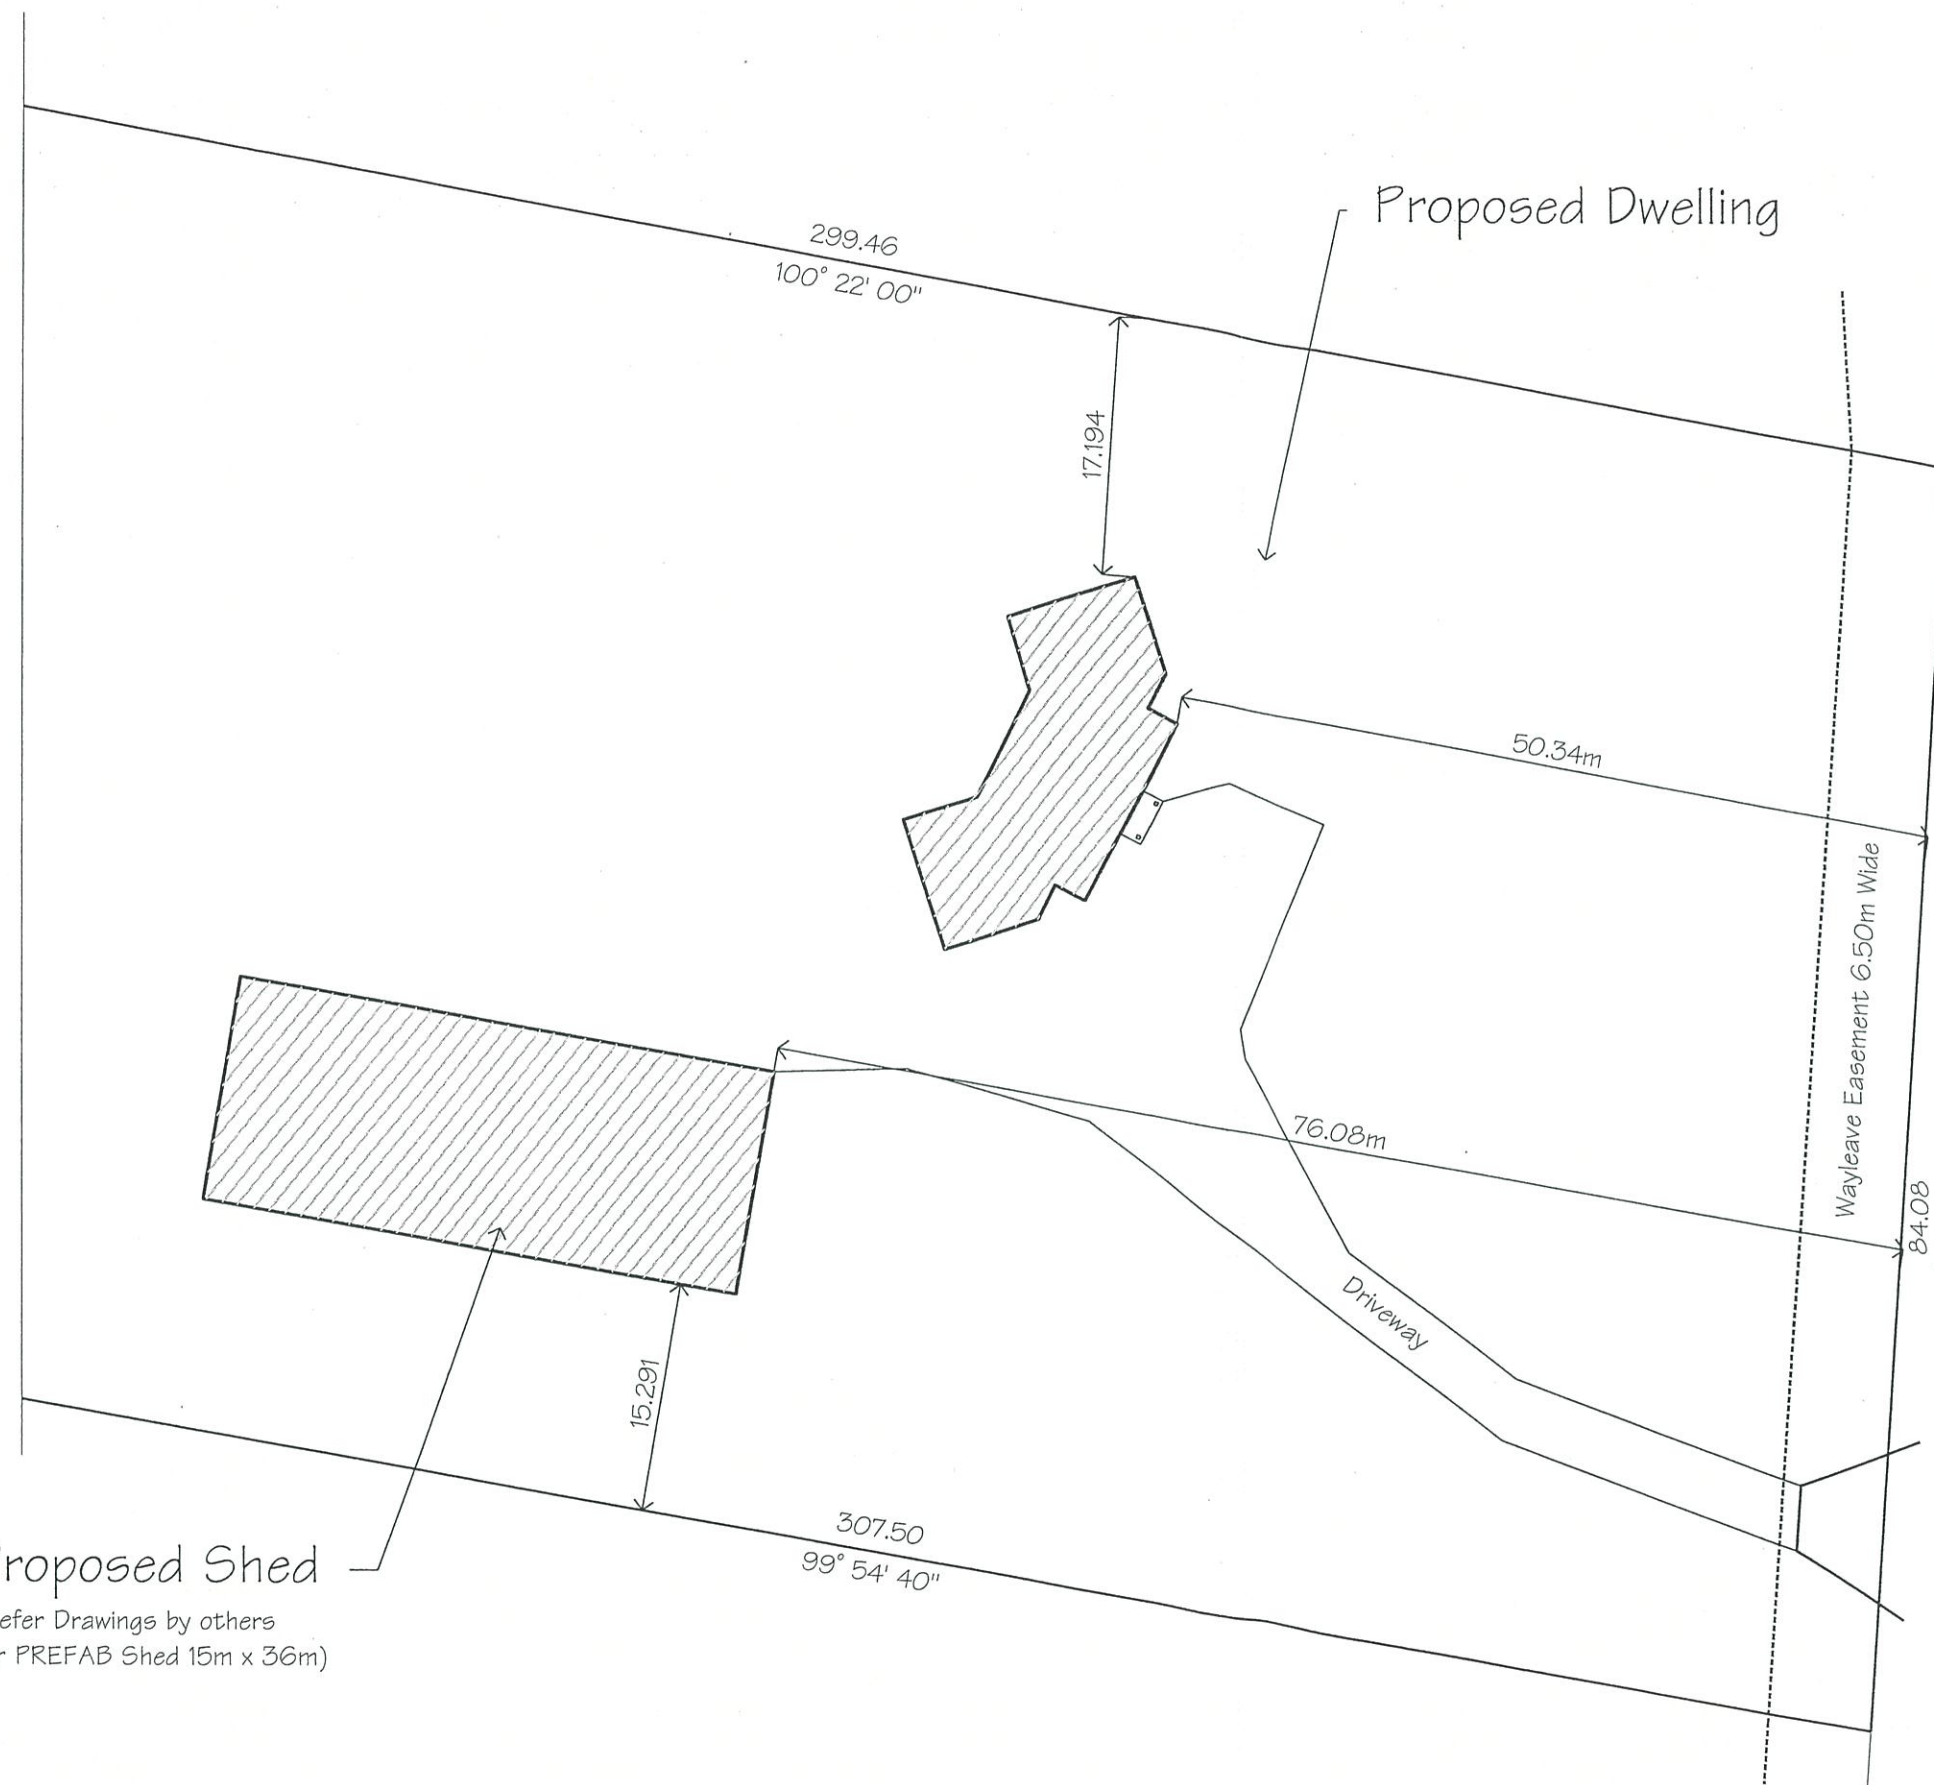 Proposed Dwelling
299.46
100° 22' 00"
17.194
50.34m
Wayleave Easement 6.50m Wide
76.08m
84.08
Driveway
15.291
307.50
99° 54' 40"
roposed Shed
efer Drawings by others
r PREFAB Shed 15m x 36m)